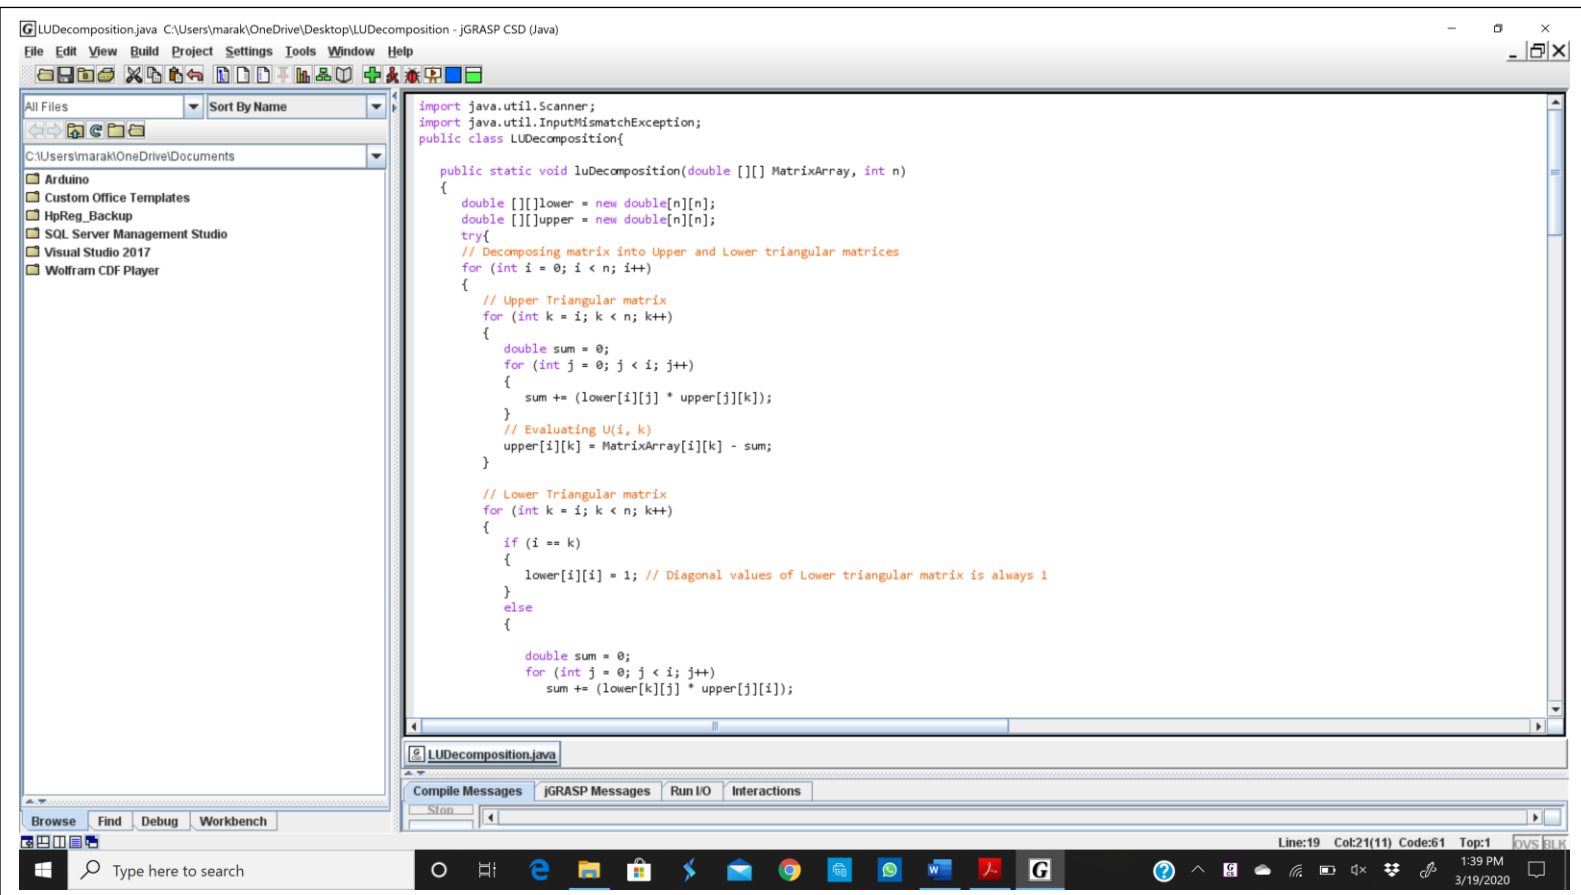 LUDecomposition.java C:\Users\marak\OneDrive\Desktop\LUDecomposition - jGRASP CSD (Java)
File Edit View Build Project Settings Tools Window Help
All Files Sort By Name
C:\Users\marak\OneDrive\Documents
Arduino
Custom Office Templates
HpReg_Backup
SQL Server Management Studio
Visual Studio 2017
Wolfram CDF Player
import java.util.Scanner;
import java.util.InputMismatchException;
public class LUDecomposition{
public static void luDecomposition(double [][] MatrixArray, int n)
{
double [][]lower = new double[n][n];
double [][]upper = new double[n][n];
try{
// Decomposing matrix into Upper and Lower triangular matrices
for (int i = 0; i < n; i++)
{
// Upper Triangular matrix
for (int k = i; k < n; k++)
{
double sum = 0;
for (int j = 0; j < i; j++)
{
sum += (lower[i][j] * upper[j][k]);
}
// Evaluating U(i, k)
upper[i][k] = MatrixArray[i][k] - sum;
}
// Lower Triangular matrix
for (int k = i; k < n; k++)
{
if (i == k)
{
lower[i][i] = 1; // Diagonal values of Lower triangular matrix is always 1
}
else
{
double sum = 0;
for (int j = 0; j < i; j++)
sum += (lower[k][j] * upper[j][i]);
LUDecomposition.java
Compile Messages jGRASP Messages Run I/O Interactions
Stop
Browse Find Debug Workbench
Line:19 Col:21(11) Code:61 Top:1 OVS BLK
Type here to search
1:39 PM
3/19/2020